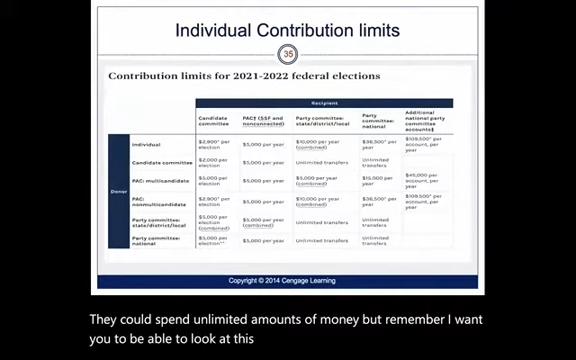 Individual Contribution limits
35
Contribution limits for 2021-2022 federal elections
Recipient
Candidate committee
PAC‡ (SSF and nonconnected)
Party committee: state/district/local
Party committee: national
Additional national party committee accounts‡
Donor
Individual
$2,900* per election
$5,000 per year
$10,000 per year (combined)
$36,500* per year
$109,500* per account, per year
Candidate committee
$2,000 per election
$5,000 per year
Unlimited transfers
Unlimited transfers
PAC: multicandidate
$5,000 per election
$5,000 per year
$5,000 per year (combined)
$15,000 per year
$45,000 per account, per year
PAC: nonmulticandidate
$2,900* per election
$5,000 per year
$10,000 per year (combined)
$36,500* per year
$109,500* per account, per year
Party committee: state/district/local
$5,000 per election (combined)
$5,000 per year (combined)
Unlimited transfers
Unlimited transfers
Party committee: national
$5,000 per election**
$5,000 per year
Unlimited transfers
Unlimited transfers
Copyright © 2014 Cengage Learning
They could spend unlimited amounts of money but remember I want
you to be able to look at this